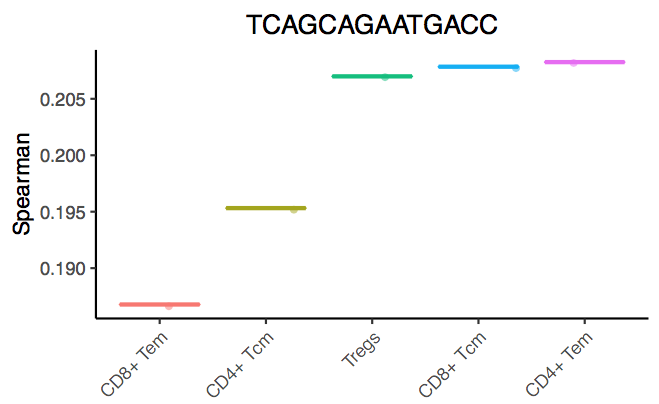 TCAGCAGAATGACC
Spearman
0.205
0.200
0.195
0.190
CD8+ Tem
CD4+ Tcm
Tregs
CD8+ Tcm
CD4+ Tem